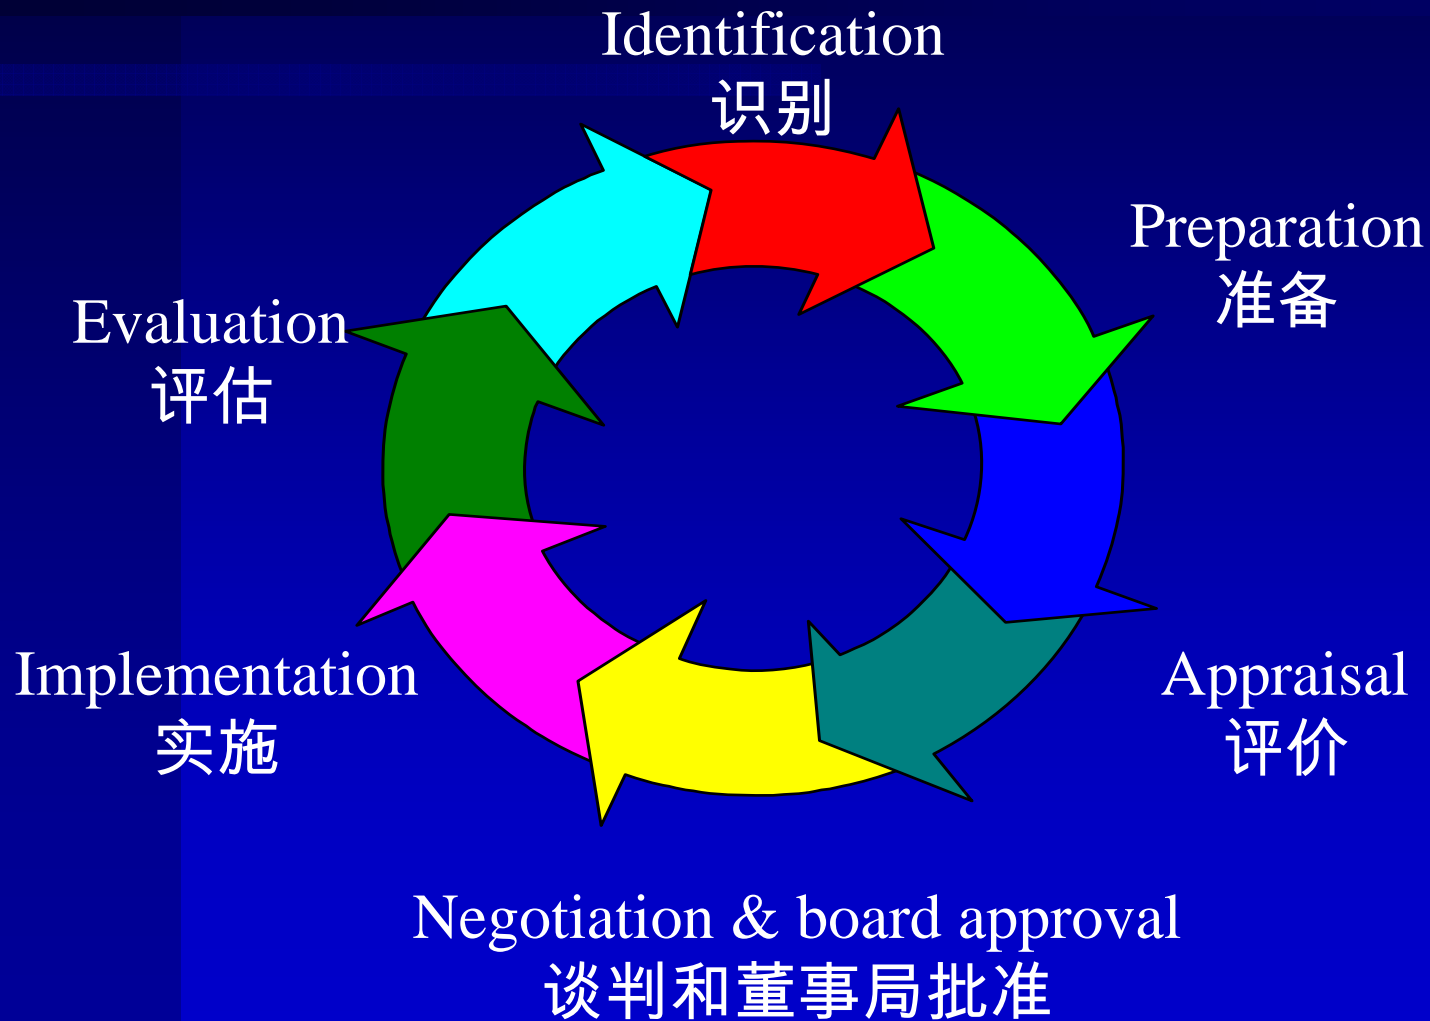 Identification
识别
Preparation
准备
Evaluation
评估
Implementation
实施
Appraisal
评价
Negotiation & board approval
谈判和董事局批准